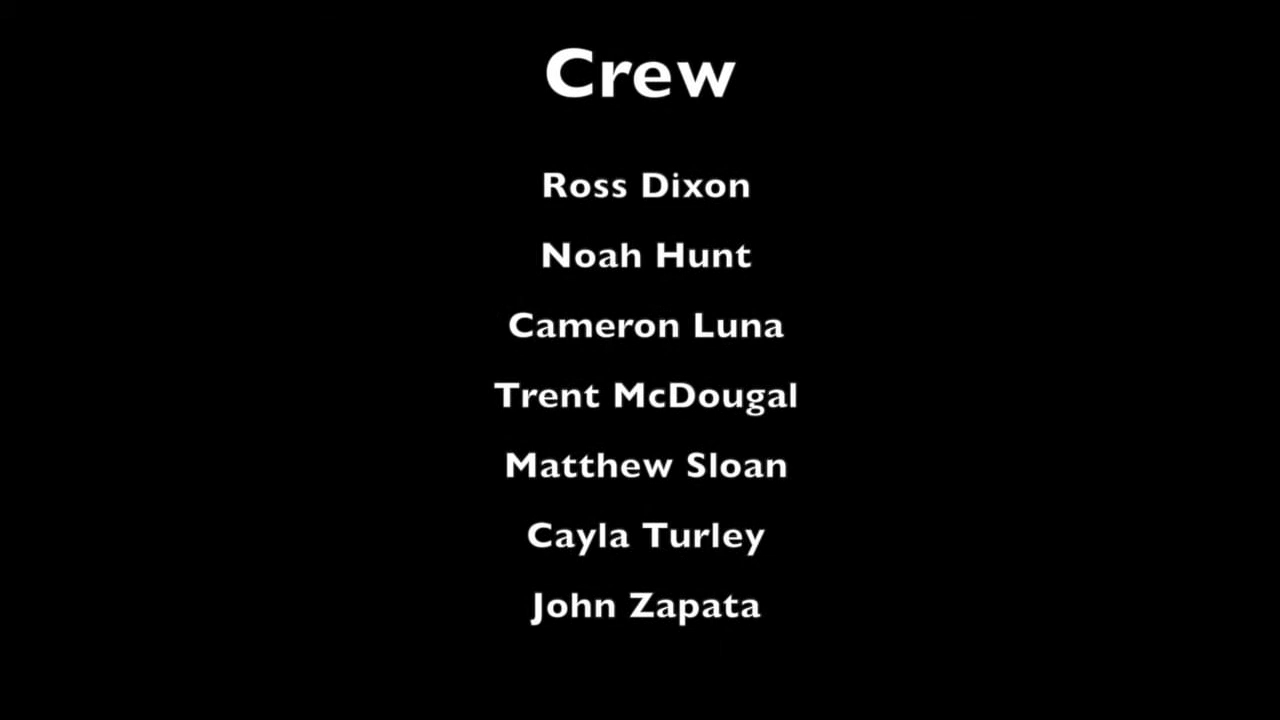 Crew
Ross Dixon
Noah Hunt
Cameron Luna
Trent McDougal
Matthew Sloan
Cayla Turley
John Zapata